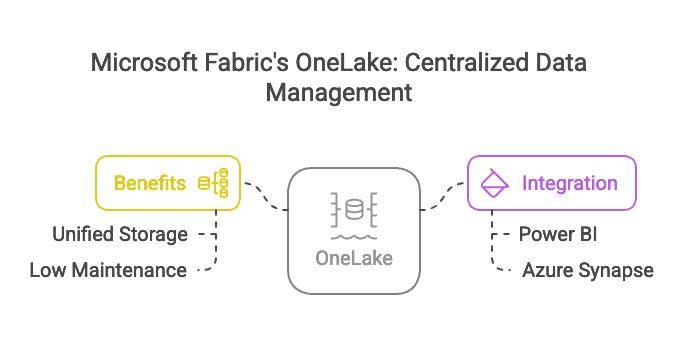 Microsoft Fabric's OneLake: Centralized Data
Management
Benefits
Unified Storage
Low Maintenance
OneLake
Integration
Power BI
Azure Synapse